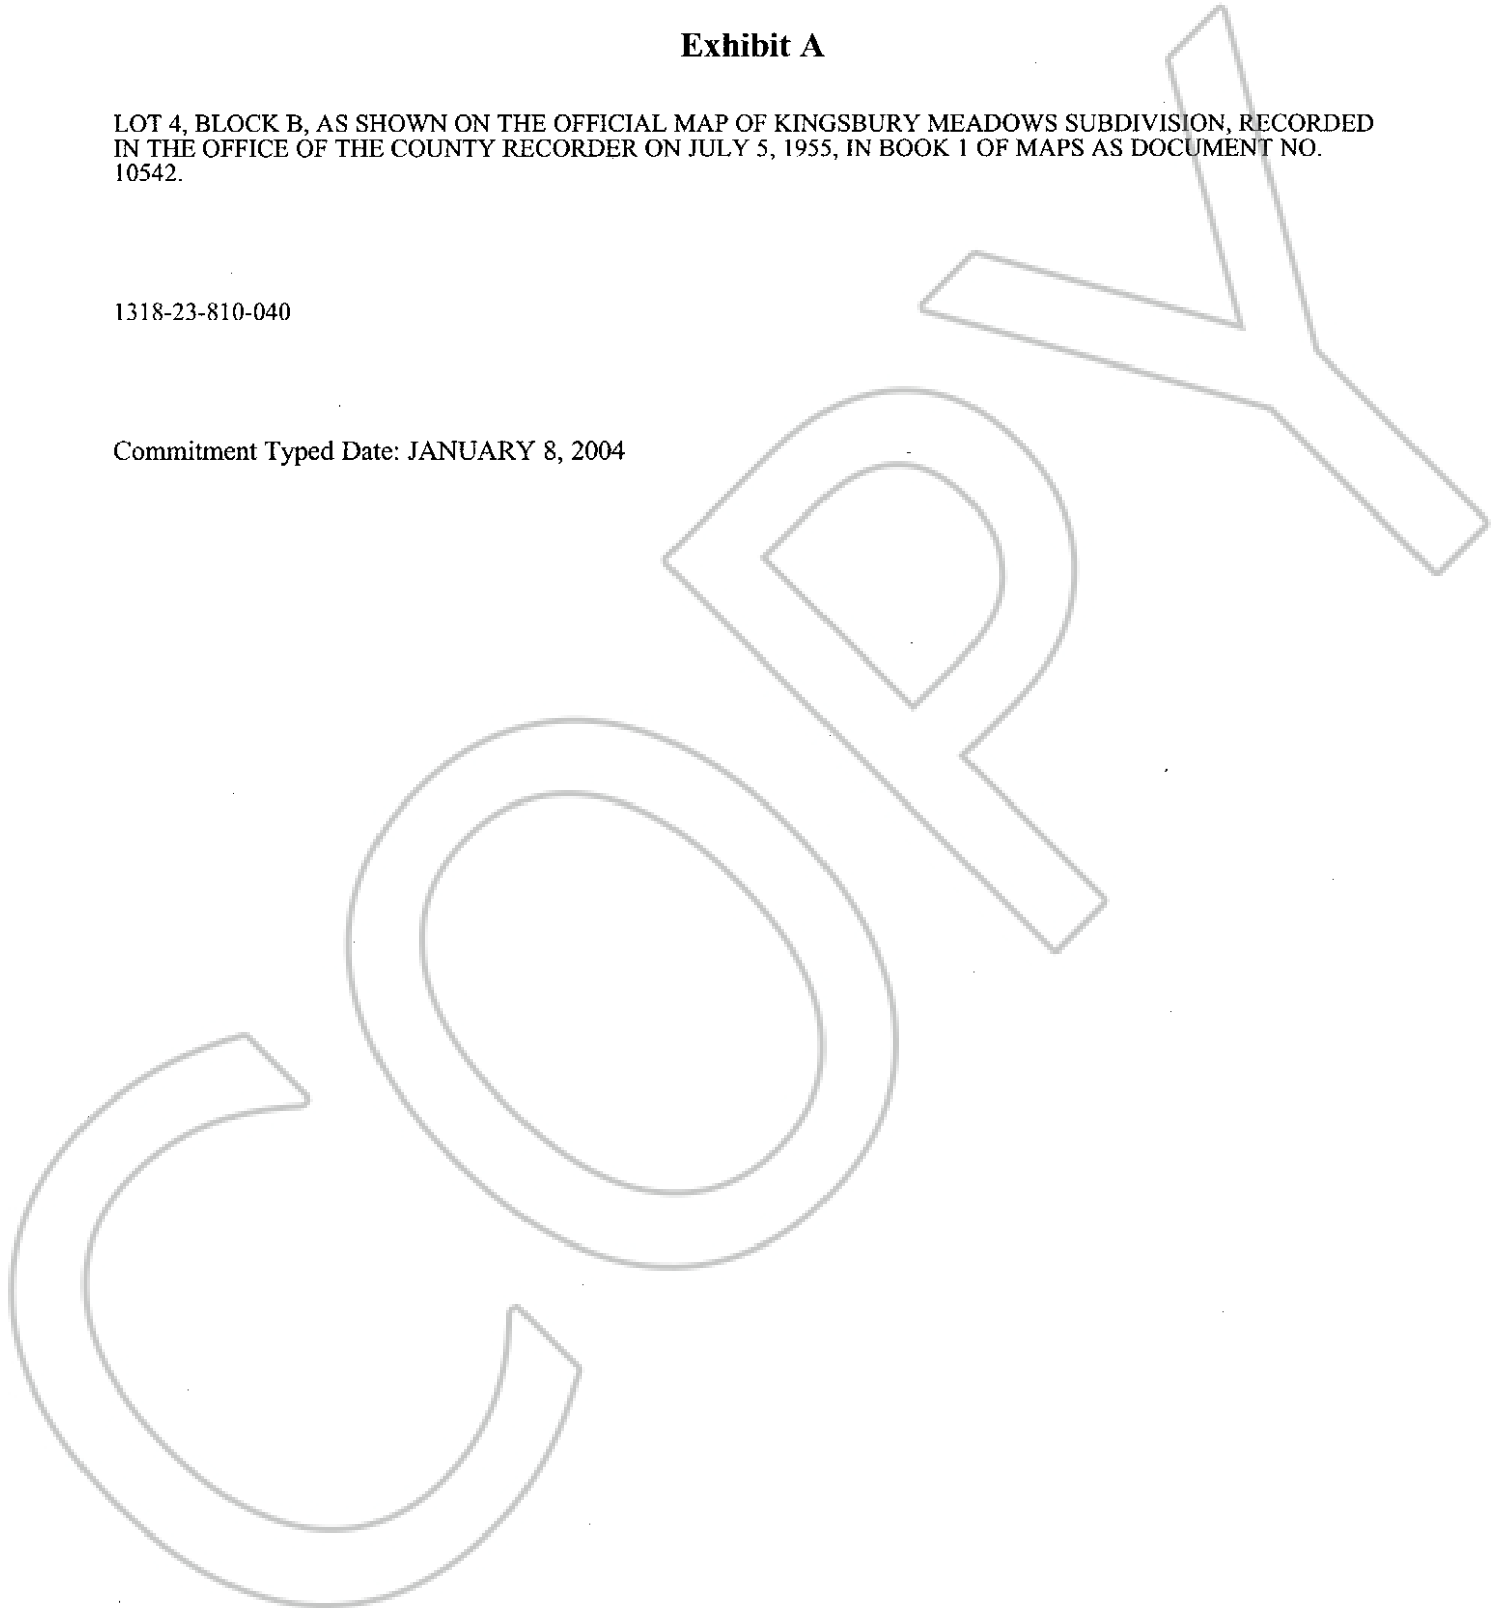 Exhibit A
LOT 4, BLOCK B, AS SHOWN ON THE OFFICIAL MAP OF KINGSBURY MEADOWS SUBDIVISION, RECORDED
IN THE OFFICE OF THE COUNTY RECORDER ON JULY 5, 1955, IN BOOK 1 OF MAPS AS DOCUMENT NO.
10542.
1318-23-810-040
Commitment Typed Date: JANUARY 8, 2004
COPY